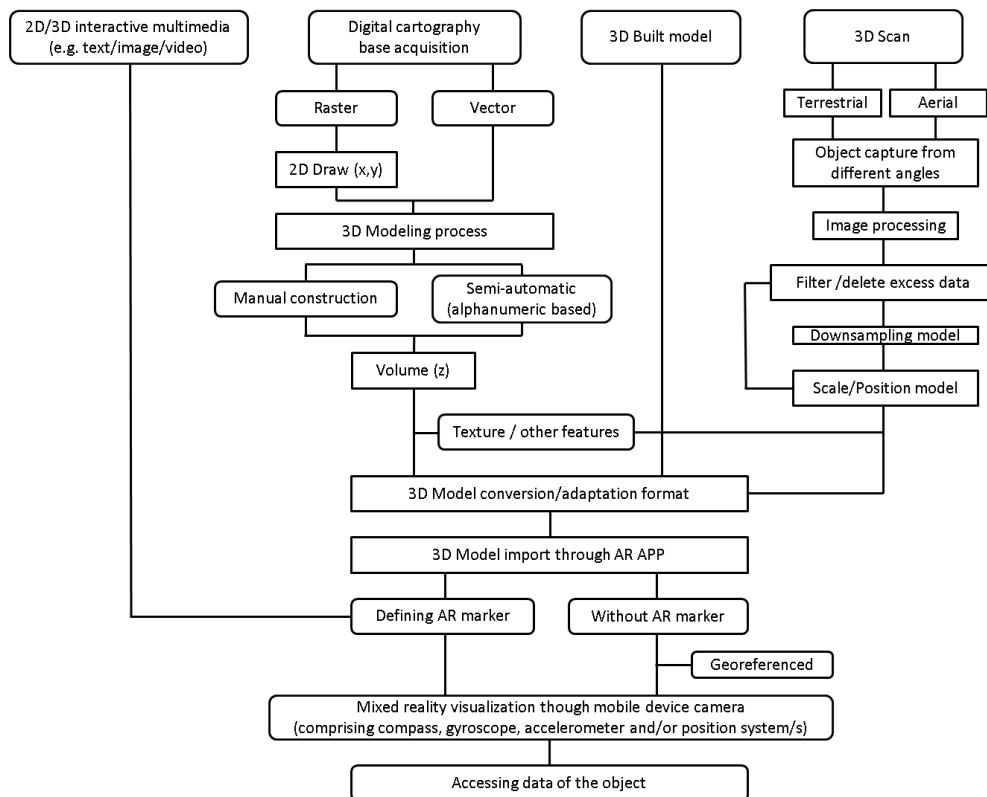 2D/3D interactive multimedia
(e.g. text/image/video)
Digital cartography
base acquisition
3D Built model
3D Scan
Raster
Vector
Terrestrial
Aerial
2D Draw (x,y)
Object capture from
different angles
3D Modeling process
Image processing
Manual construction
Semi-automatic
(alphanumeric based)
Filter /delete excess data
Downsampling model
Volume (z)
Scale/Position model
Texture / other features
3D Model conversion/adaptation format
3D Model import through AR APP
Defining AR marker
Without AR marker
Georeferenced
Mixed reality visualization though mobile device camera
(comprising compass, gyroscope, accelerometer and/or position system/s)
Accessing data of the object